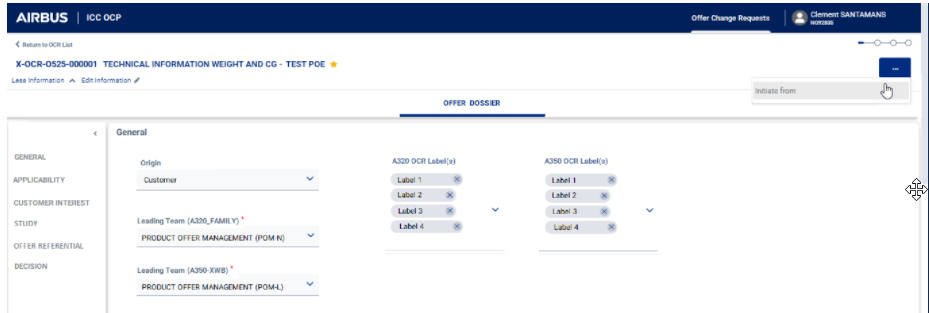 AIRBUS | ICC OCP
Offer Change Requests
Clement SANTAMANS
Return to OCR List
X-OCR-O525-000001 TECHNICAL INFORMATION WEIGHT AND CG - TEST POE
Less Information
Edit Information
...
Initiate from
OFFER DOSSIER
GENERAL
APPLICABILITY
CUSTOMER INTEREST
STUDY
OFFER REFERENTIAL
DECISION
General
Origin
Customer
Leading Team (A320_FAMILY) *
PRODUCT OFFER MANAGEMENT (POM-N)
Leading Team (A350-XWB) *
PRODUCT OFFER MANAGEMENT (POM-L)
A320 OCR Label(s)
Label 1
Label 2
Lubel 3
Label 4
A350 OCR Label(s)
Label 1
Label 2
Label 3
Label 4